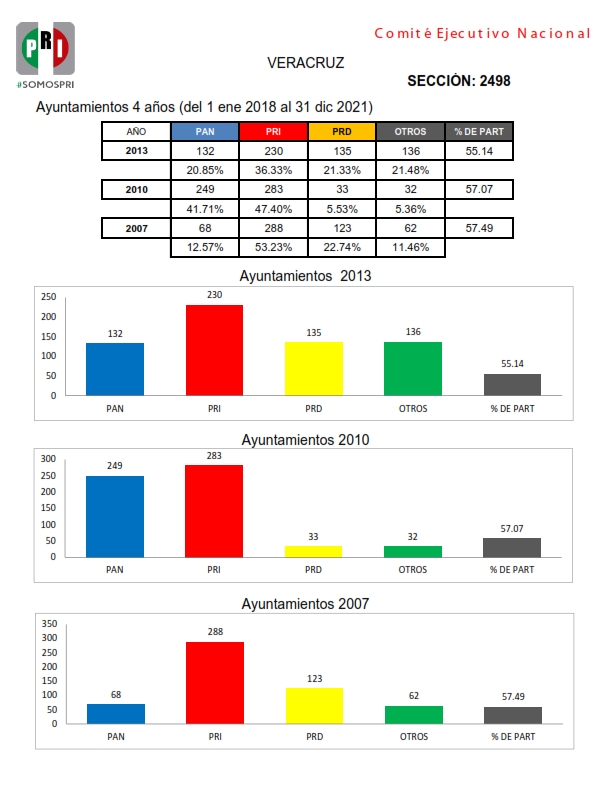 Comité Ejecutivo Nacional
PRI
#SOMOSPRI
VERACRUZ
SECCIÓN: 2498
Ayuntamientos 4 años (del 1 ene 2018 al 31 dic 2021)
AÑO PAN PRI PRD OTROS % DE PART
2013 132 230 135 136 55.14
20.85% 36.33% 21.33% 21.48%
2010 249 283 33 32 57.07
41.71% 47.40% 5.53% 5.36%
2007 68 288 123 62 57.49
12.57% 53.23% 22.74% 11.46%
Ayuntamientos 2013
250
200
150
100
50
0
132 230 135 136 55.14
PAN PRI PRD OTROS % DE PART
Ayuntamientos 2010
300
250
200
150
100
50
0
249 283 33 32 57.07
PAN PRI PRD OTROS % DE PART
Ayuntamientos 2007
350
300
250
200
150
100
50
0
68 288 123 62 57.49
PAN PRI PRD OTROS % DE PART